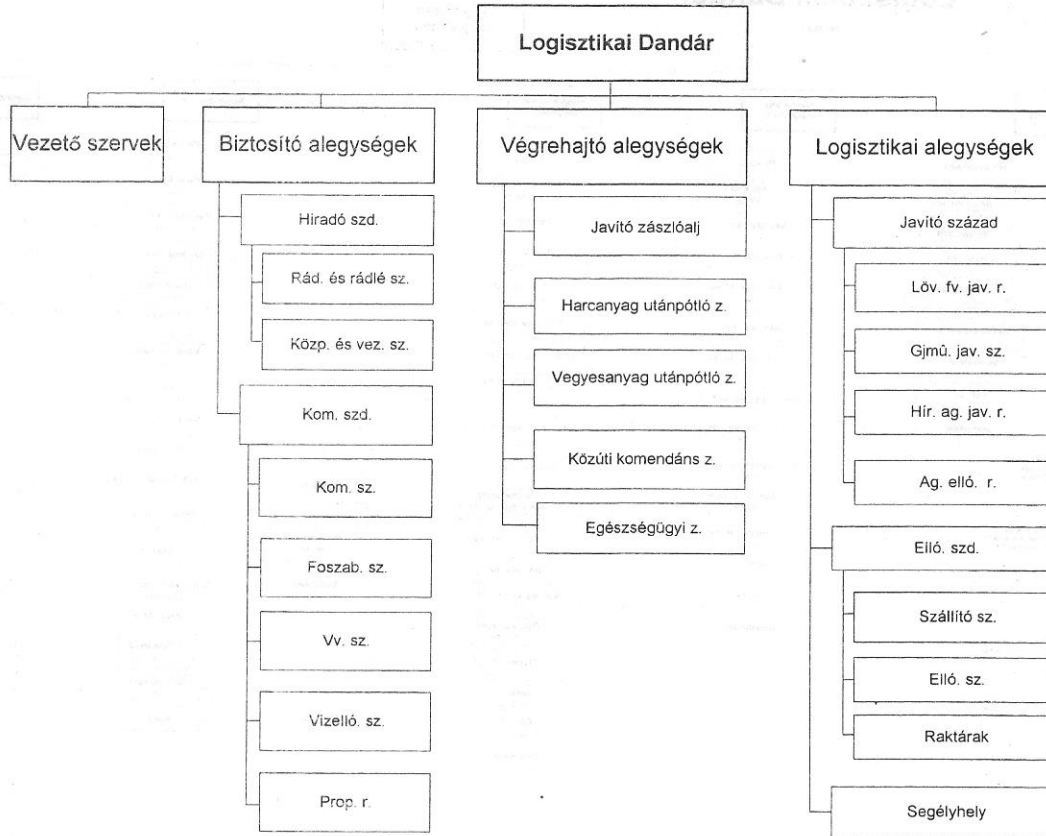 Logisztikai Dandár
Vezető szervek
Biztosító alegységek
Híradó szd.
Rád. és rádlé sz.
Közp. és vez. sz.
Kom. szd.
Kom. sz.
Foszab. sz.
Vv. sz.
Vizelló. sz.
Prop. r.
Végrehajtó alegységek
Javító zászlóalj
Harcanyag utánpótló z.
Vegyesanyag utánpótló z.
Közúti komendáns z.
Egészségügyi z.
Logisztikai alegységek
Javító század
Löv. fv. jav. r.
Gjmû. jav. sz.
Hír. ag. jav. r.
Ag. elló. r.
Elló. szd.
Szállító sz.
Elló. sz.
Raktárak
Segélyhely